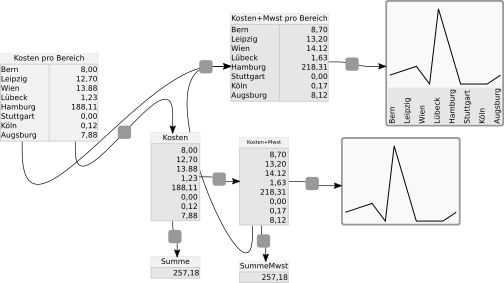 Kosten pro Bereich
Bern 8,00
Leipzig 12,70
Wien 13.88
Lübeck 1,23
Hamburg 188,11
Stuttgart 0,00
Köln 0,12
Augsburg 7,88
Kosten+Mwst pro Bereich
Bern 8,70
Leipzig 13,20
Wien 14.12
Lübeck 1,63
Hamburg 218,31
Stuttgart 0,00
Köln 0,17
Augsburg 8,12
Bern
Leipzig
Wien
Lübeck
Hamburg
Stuttgart
Köln
Augsburg
Kosten
8,00
12,70
13.88
1,23
188,11
0,00
0,12
7,88
Kosten+Mwst
8,70
13,20
14.12
1,63
218,31
0,00
0,17
8,12
Summe
257,18
SummeMwst
257,18